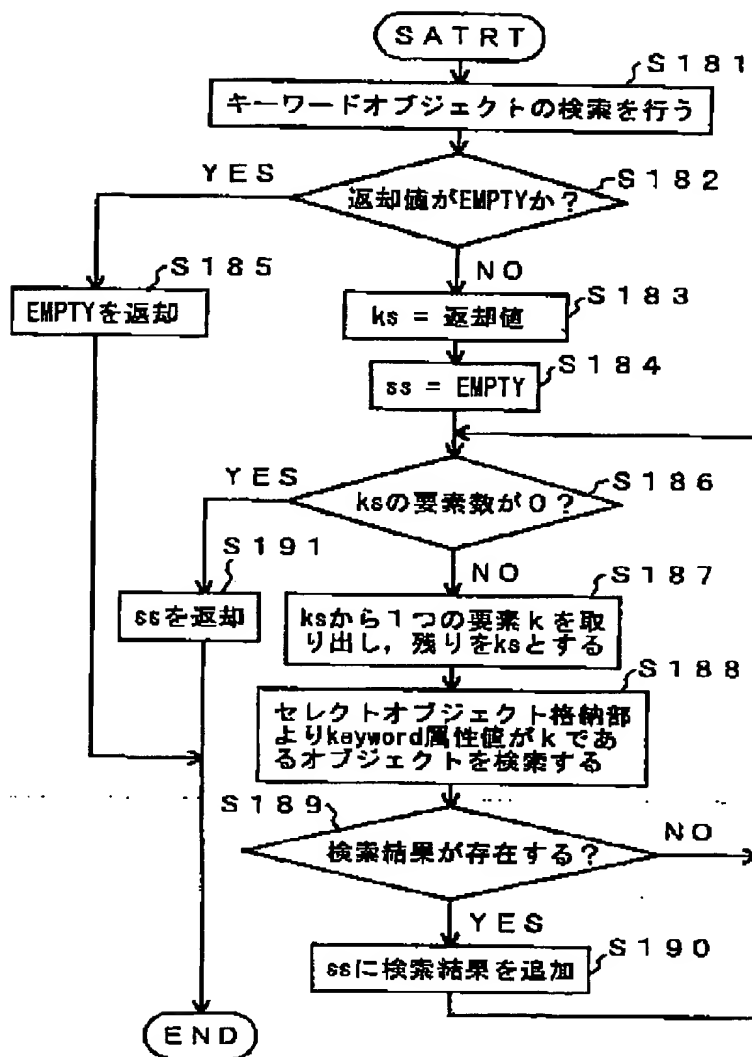 SATRT
S181
キーワードオブジェクトの検索を行う
YES
S182
返却値がEMPTYか？
S185
NO
EMPTYを返却
S183
ks = 返却値
S184
ss = EMPTY
YES
S186
ksの要素数が０？
S191
NO
S187
ssを返却
ksから１つの要素ｋを取
り出し，残りをksとする
S188
セレクトオブジェクト格納部
よりkeyword属性値がｋであ
るオブジェクトを検索する
S189
NO
検索結果が存在する？
YES
S190
ssに検索結果を追加
END